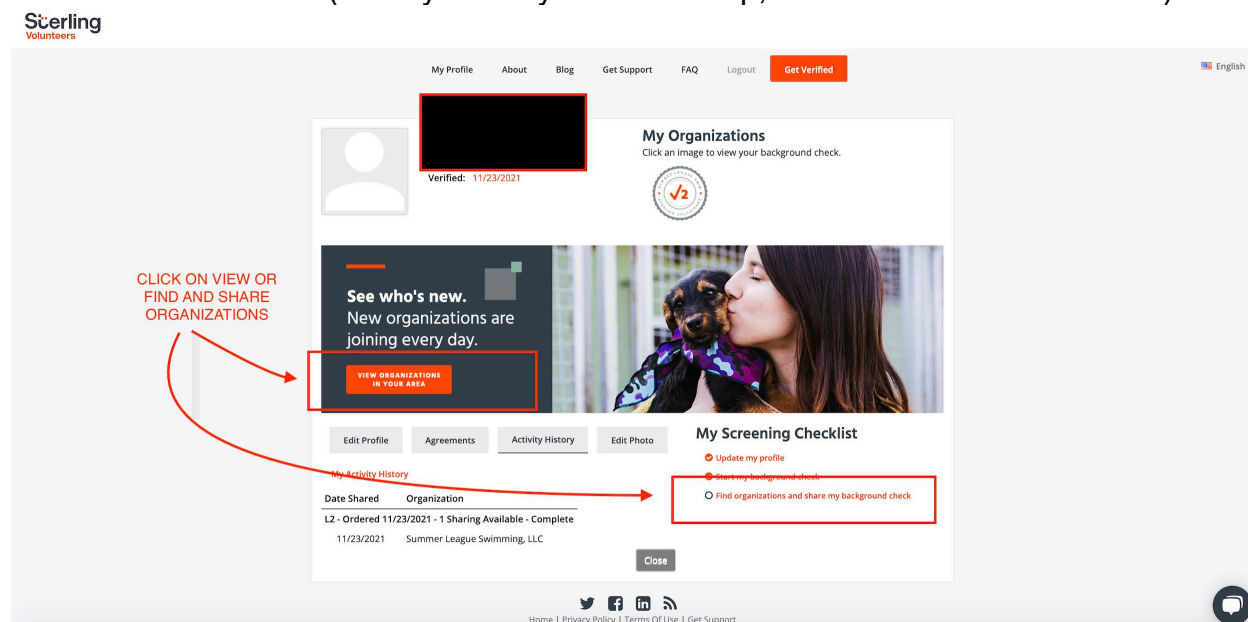 Sterling
Volunteers
My Profile About Blog Get Support FAQ Logout Get Verified
English
My Organizations
Click an image to view your background check.
Verified: 11/23/2021
√2
CLICK ON VIEW OR
FIND AND SHARE
ORGANIZATIONS
See who's new.
New organizations are
joining every day.
VIEW ORGANIZATIONS
IN YOUR AREA
Edit Profile Agreements Activity History Edit Photo
My Screening Checklist
Update my profile
Start my background check
Find organizations and share my background check
My Activity History
Date Shared Organization
L2 - Ordered 11/23/2021 - 1 Sharing Available - Complete
11/23/2021 Summer League Swimming, LLC
Close
Home | Privacy Policy | Terms Of Use | Get Support